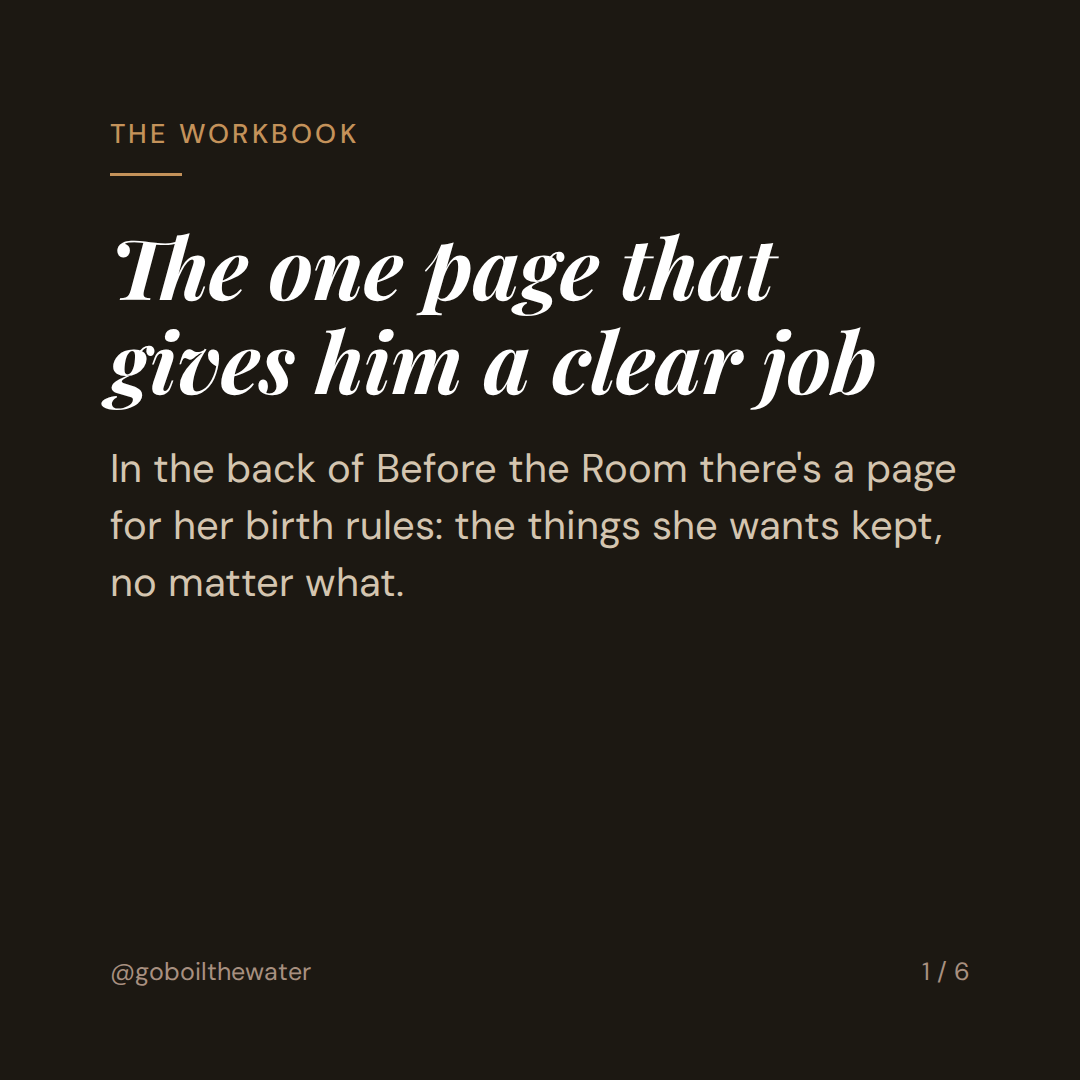 THE WORKBOOK
The one page that
gives him a clear job
In the back of Before the Room there's a page
for her birth rules: the things she wants kept,
no matter what.
@goboilthewater
1 / 6